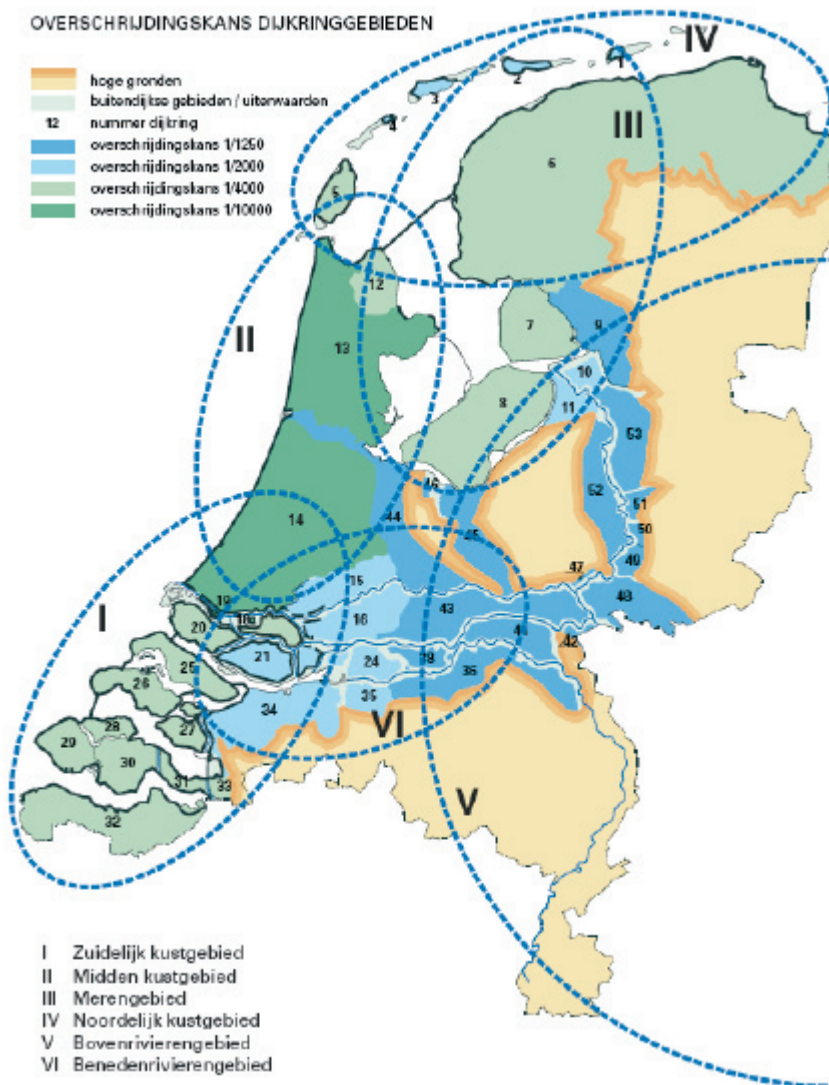 OVERSCHRIJDINGSKANS DIJKRINGGEBIEDEN
hoge gronden
buitendijkse gebieden / uiterwaarden
12 nummer dijkring
overschrijdingskans 1/1250
overschrijdingskans 1/2000
overschrijdingskans 1/4000
overschrijdingskans 1/10000
IV
1
2
3
4
III
5
6
12
7
9
II
13
10
8
11
53
52
51
44
45
50
14
49
47
48
15
I
19
43
20
16
41
42
21
24
25
36
26
35
34
28
27
VI
29
30
31
33
V
32
I Zuidelijk kustgebied
II Midden kustgebied
III Merengebied
IV Noordelijk kustgebied
V Bovenrivierengebied
VI Benedenrivierengebied